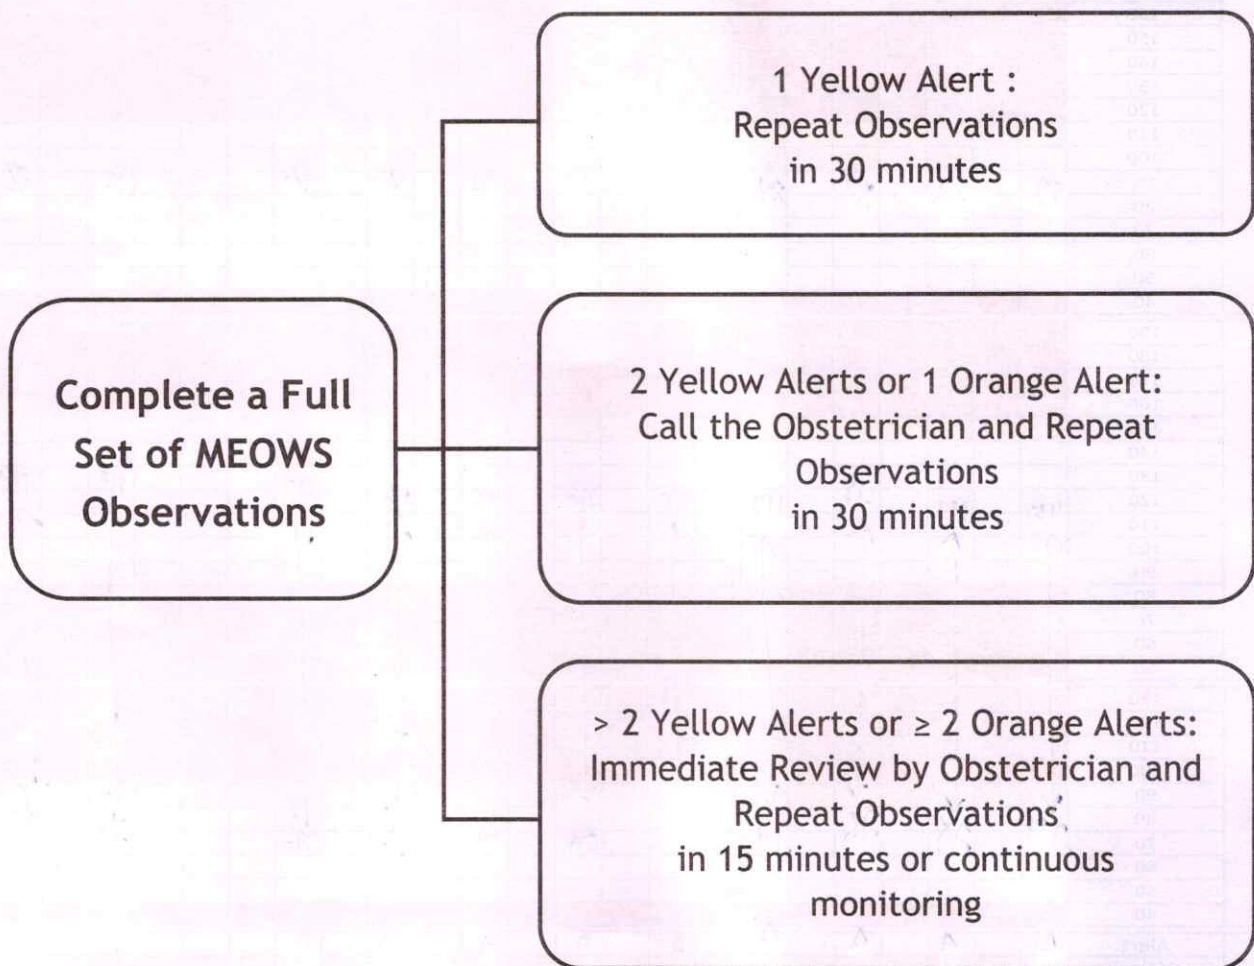 Complete a Full
Set of MEOWS
Observations
1 Yellow Alert :
Repeat Observations
in 30 minutes
2 Yellow Alerts or 1 Orange Alert:
Call the Obstetrician and Repeat
Observations
in 30 minutes
> 2 Yellow Alerts or ≥ 2 Orange Alerts:
Immediate Review by Obstetrician and
Repeat Observations
in 15 minutes or continuous
monitoring